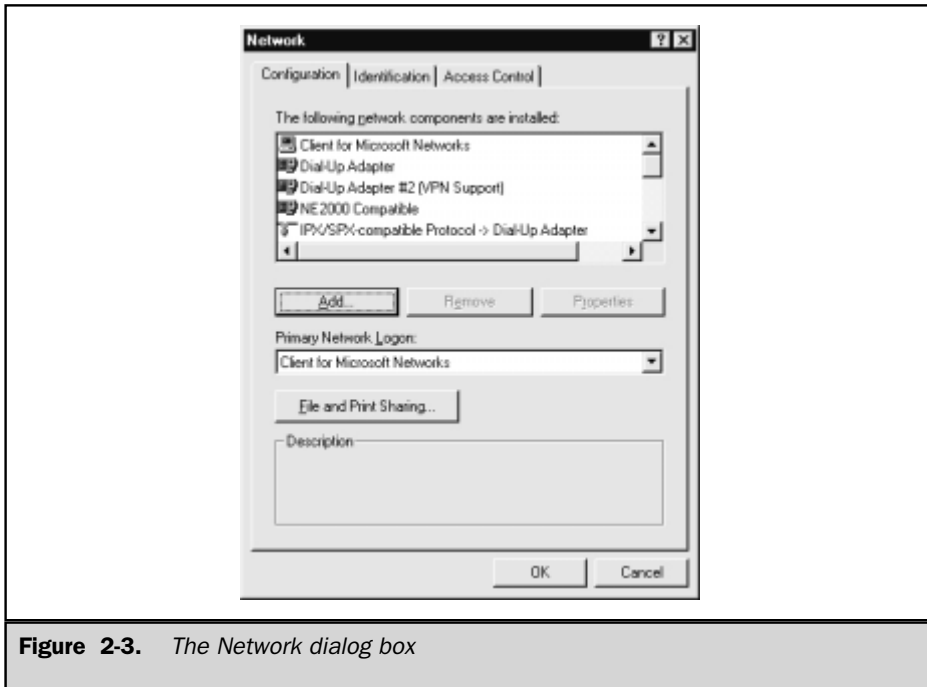 Network
Configuration Identification Access Control
The following network components are installed:
Client for Microsoft Networks
Dial-Up Adapter
Dial-Up Adapter #2 (VPN Support)
NE2000 Compatible
IPX/SPX-compatible Protocol -> Dial-Up Adapter
Add... Remove Properties
Primary Network Logon:
Client for Microsoft Networks
File and Print Sharing...
Description
OK Cancel
Figure 2-3. The Network dialog box